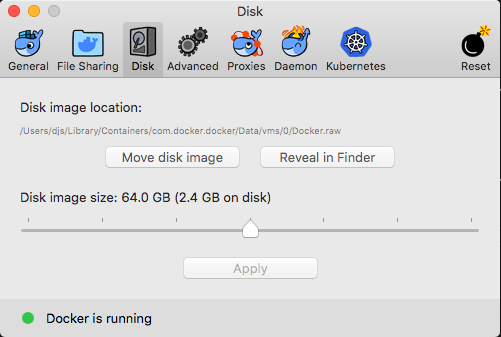 Disk
General File Sharing Disk Advanced Proxies Daemon Kubernetes Reset
Disk image location:
/Users/djs/Library/Containers/com.docker.docker/Data/vms/0/Docker.raw
Move disk image Reveal in Finder
Disk image size: 64.0 GB (2.4 GB on disk)
Apply
Docker is running